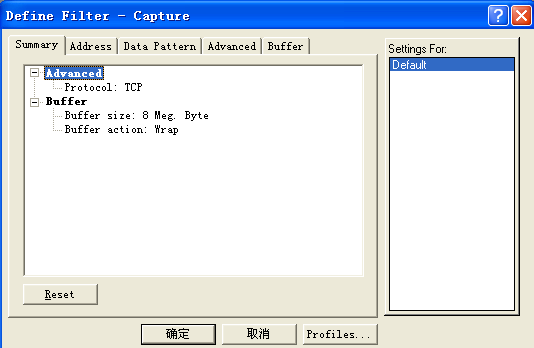 Define Filter - Capture
Summary Address Data Pattern Advanced Buffer
Settings For:
Default
Advanced
Protocol: TCP
Buffer
Buffer size: 8 Meg. Byte
Buffer action: Wrap
Reset
确定 取消 Profiles...